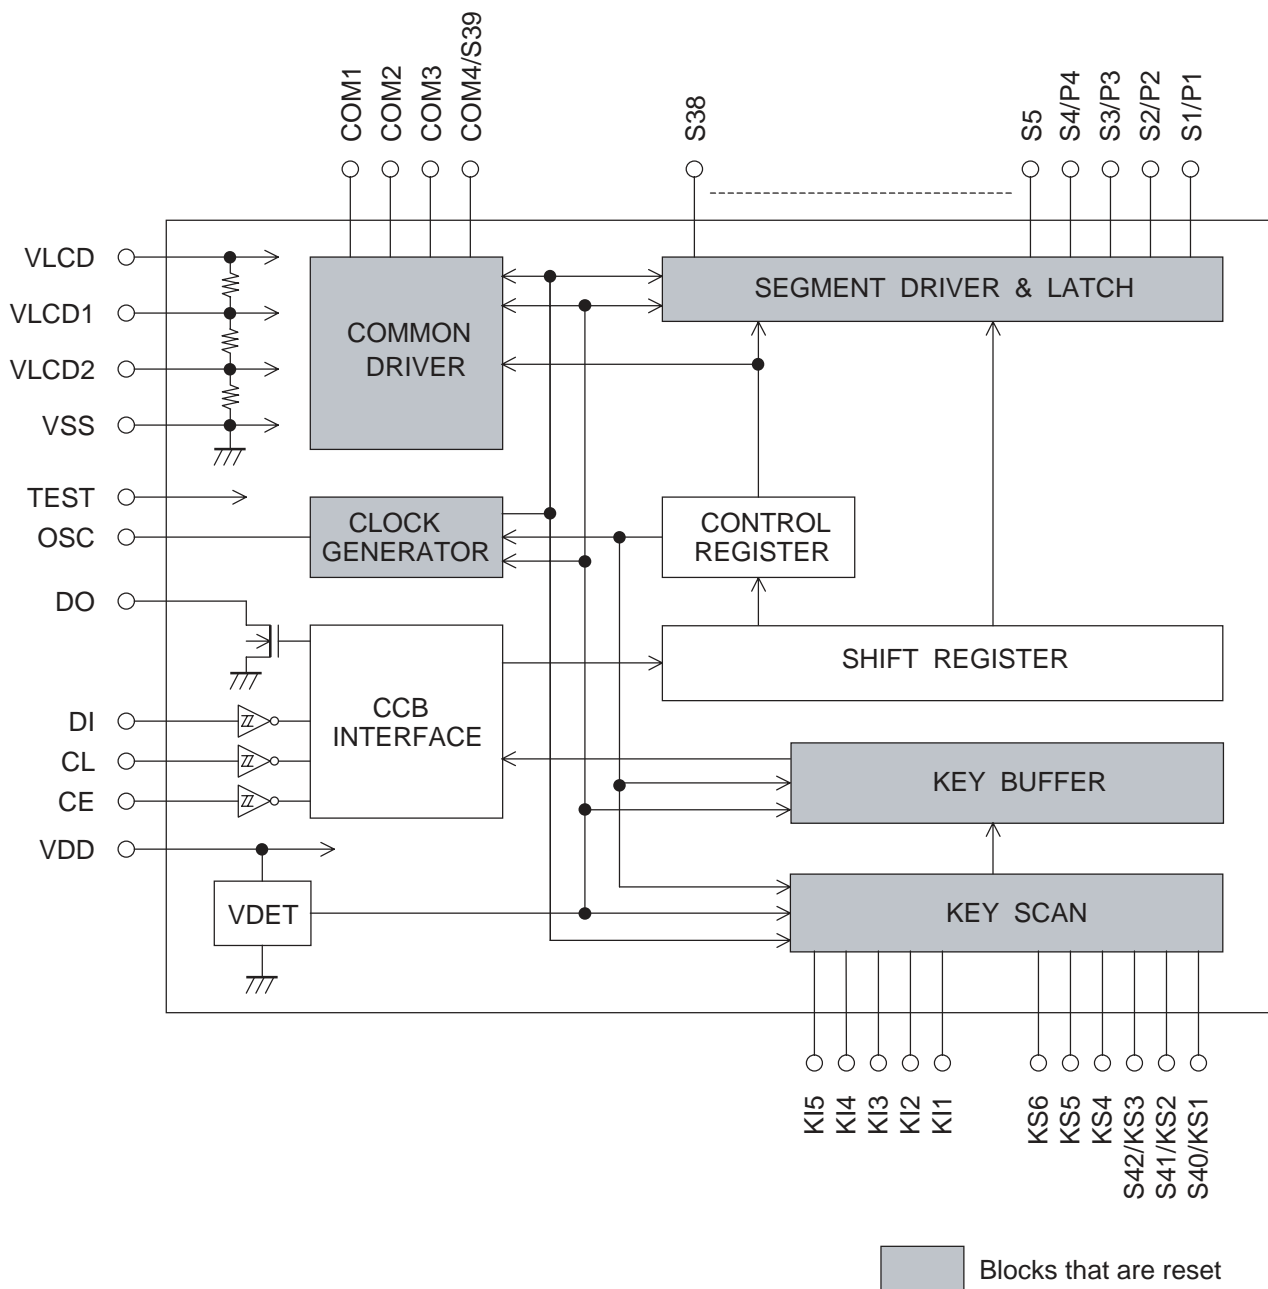 COM1
COM2
COM3
COM4/S39
S38
S5
S4/P4
S3/P3
S2/P2
S1/P1
VLCD
VLCD1
VLCD2
VSS
TEST
OSC
DO
DI
CL
CE
VDD
COMMON
DRIVER
SEGMENT DRIVER & LATCH
CLOCK
GENERATOR
CONTROL
REGISTER
CCB
INTERFACE
SHIFT REGISTER
KEY BUFFER
VDET
KEY SCAN
KI5
KI4
KI3
KI2
KI1
KS6
KS5
KS4
S42/KS3
S41/KS2
S40/KS1
Blocks that are reset